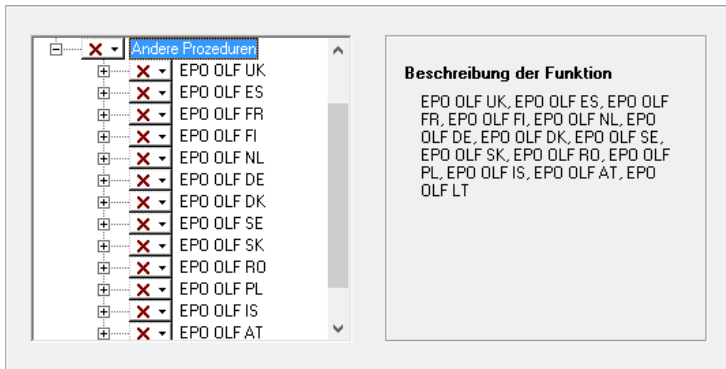 Andere Prozeduren
EPO OLF UK
EPO OLF ES
EPO OLF FR
EPO OLF FI
EPO OLF NL
EPO OLF DE
EPO OLF DK
EPO OLF SE
EPO OLF SK
EPO OLF RO
EPO OLF PL
EPO OLF IS
EPO OLF AT
Beschreibung der Funktion
EPO OLF UK, EPO OLF ES, EPO OLF
FR, EPO OLF FI, EPO OLF NL, EPO
OLF DE, EPO OLF DK, EPO OLF SE,
EPO OLF SK, EPO OLF RO, EPO OLF
PL, EPO OLF IS, EPO OLF AT, EPO
OLF LT